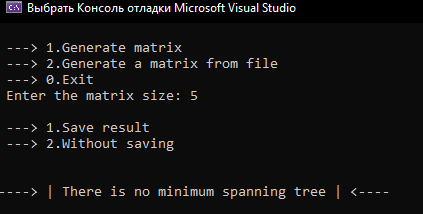 Выбрать Консоль отладки Microsoft Visual Studio
---> 1.Generate matrix
---> 2.Generate a matrix from file
---> 0.Exit
Enter the matrix size: 5
---> 1.Save result
---> 2.Without saving
----> | There is no minimum spanning tree | <----